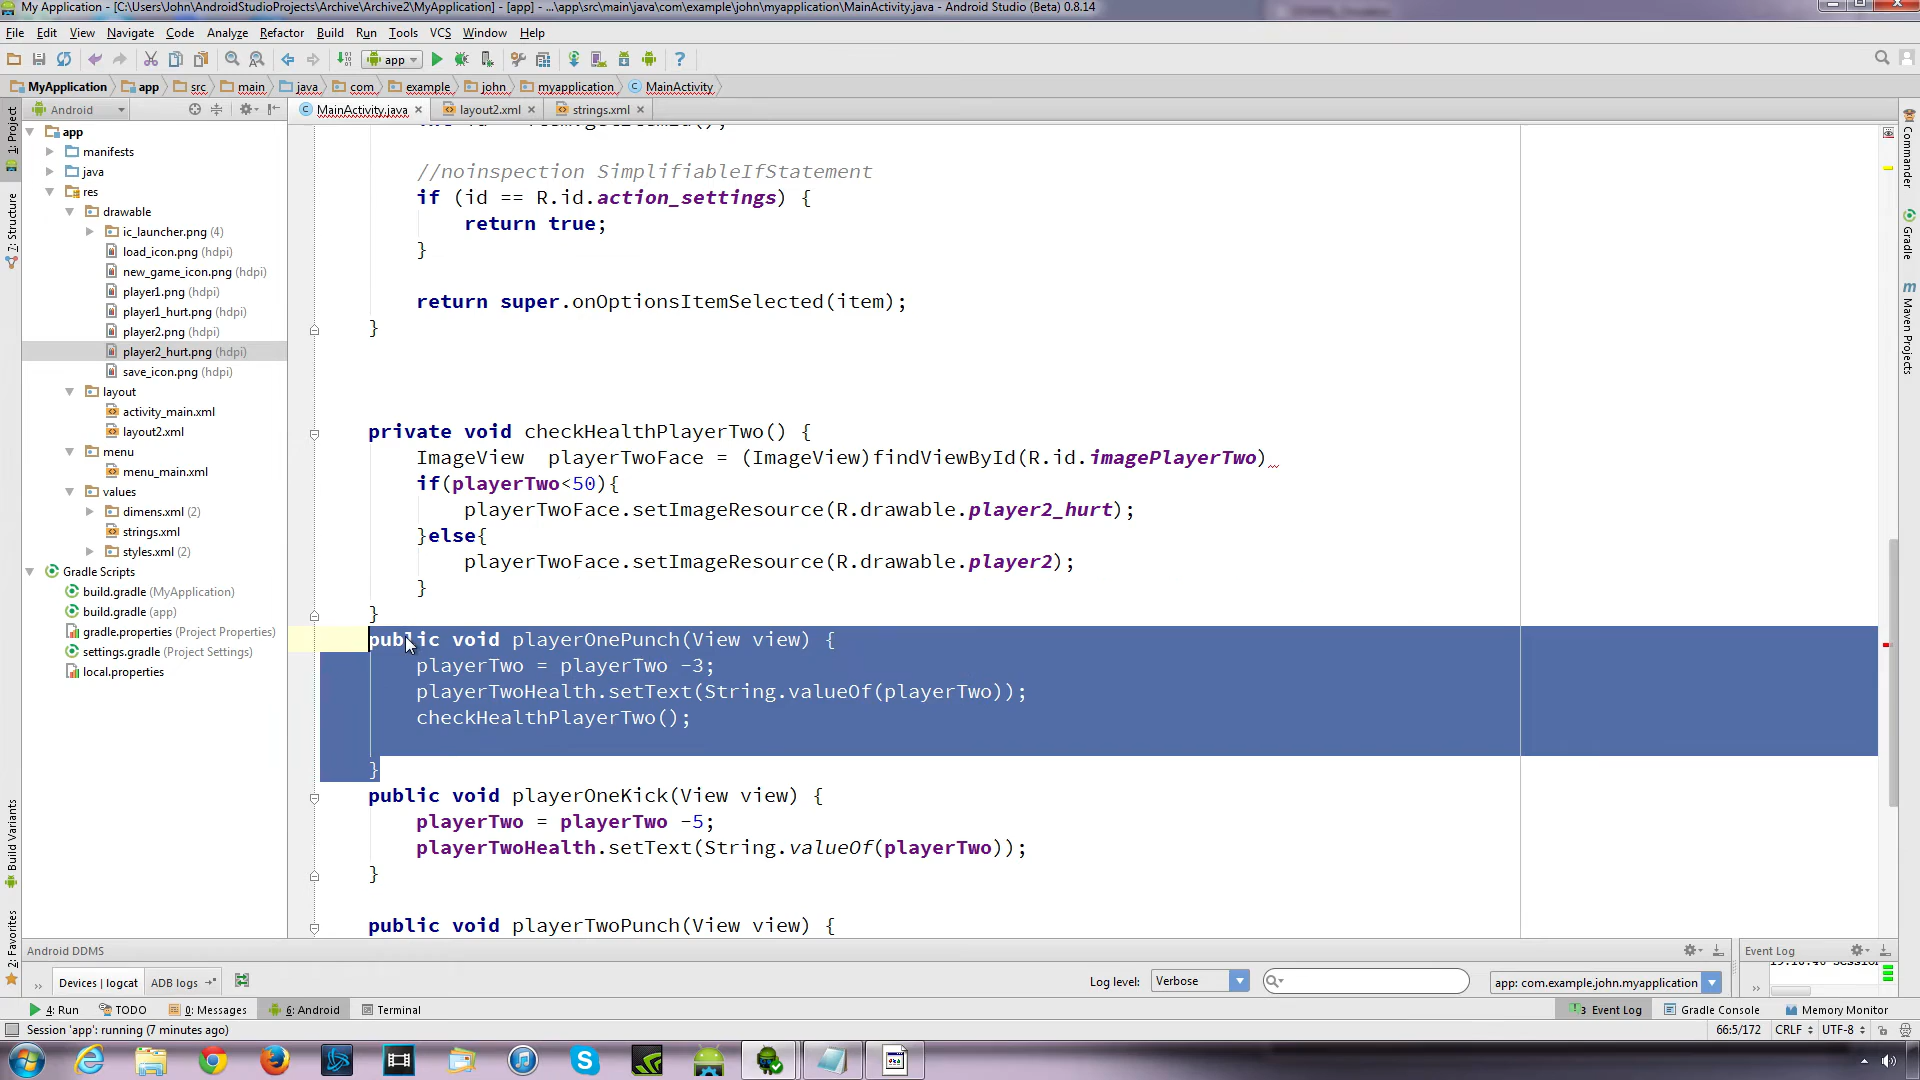 My Application - [C:\Users\John\AndroidStudioProjects\Archive\Archive2\MyApplication] - [app] - ...\app\src\main\java\com\example\john\myapplication\MainActivity.java - Android Studio (Beta) 0.8.14
File Edit View Navigate Code Analyze Refactor Build Run Tools VCS Window Help
app
MyApplication app src main java com example john myapplication MainActivity
Android
MainActivity.java layout2.xml strings.xml
1: Project
7: Structure
Build Variants
2: Favorites
app
manifests
java
res
drawable
ic_launcher.png (4)
load_icon.png (hdpi)
new_game_icon.png (hdpi)
player1.png (hdpi)
player1_hurt.png (hdpi)
player2.png (hdpi)
player2_hurt.png (hdpi)
save_icon.png (hdpi)
layout
activity_main.xml
layout2.xml
menu
menu_main.xml
values
dimens.xml (2)
strings.xml
styles.xml (2)
Gradle Scripts
build.gradle (MyApplication)
build.gradle (app)
gradle.properties (Project Properties)
settings.gradle (Project Settings)
local.properties
//noinspection SimplifiableIfStatement
if (id == R.id.action_settings) {
return true;
}
return super.onOptionsItemSelected(item);
}
private void checkHealthPlayerTwo() {
ImageView  playerTwoFace = (ImageView)findViewById(R.id.imagePlayerTwo)
if(playerTwo<50){
playerTwoFace.setImageResource(R.drawable.player2_hurt);
}else{
playerTwoFace.setImageResource(R.drawable.player2);
}
}
public void playerOnePunch(View view) {
playerTwo = playerTwo -3;
playerTwoHealth.setText(String.valueOf(playerTwo));
checkHealthPlayerTwo();
}
public void playerOneKick(View view) {
playerTwo = playerTwo -5;
playerTwoHealth.setText(String.valueOf(playerTwo));
}
public void playerTwoPunch(View view) {
Commander
Gradle
m Maven Projects
Android DDMS
Event Log
Devices | logcat ADB logs
Log level: Verbose
app: com.example.john.myapplication
4: Run TODO 0: Messages 6: Android Terminal
3 Event Log Gradle Console Memory Monitor
Session 'app': running (7 minutes ago)
66:5/172 CRLF UTF-8